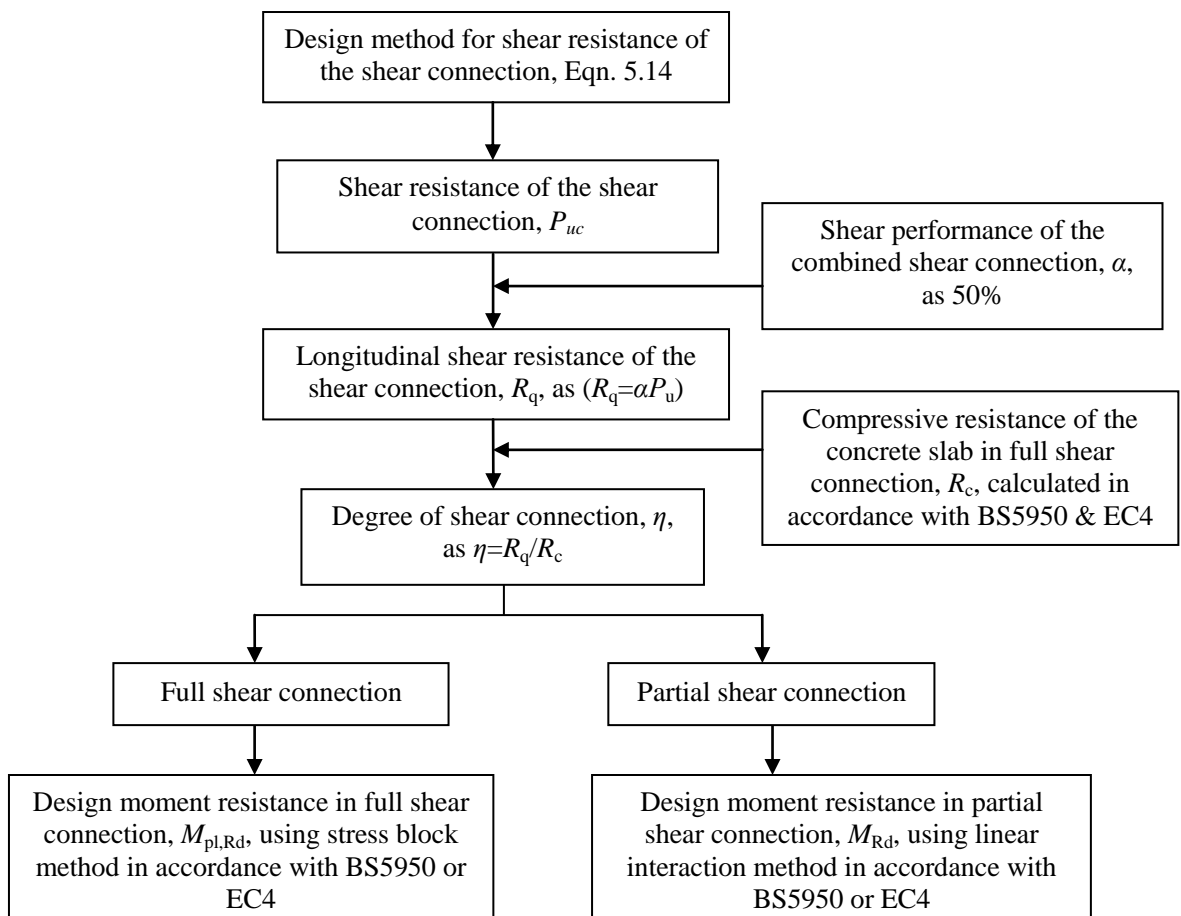 Design method for shear resistance of
the shear connection, Eqn. 5.14
Shear resistance of the shear
connection, Puc
Shear performance of the
combined shear connection, α,
as 50%
Longitudinal shear resistance of the
shear connection, Rq, as (Rq=αPu)
Compressive resistance of the
concrete slab in full shear
connection, Rc, calculated in
accordance with BS5950 & EC4
Degree of shear connection, η,
as η=Rq/Rc
Full shear connection
Partial shear connection
Design moment resistance in full shear
connection, Mpl,Rd, using stress block
method in accordance with BS5950 or
EC4
Design moment resistance in partial
shear connection, MRd, using linear
interaction method in accordance with
BS5950 or EC4